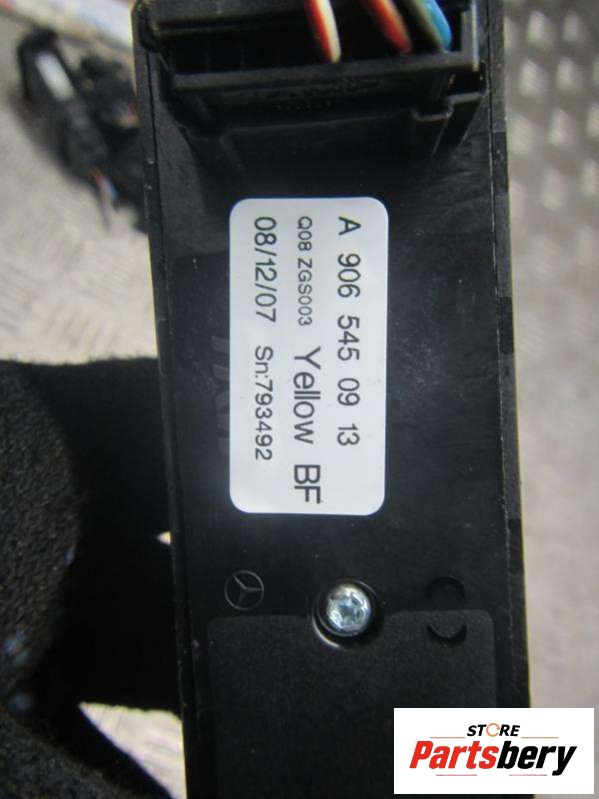 A 906 545 09 13
Q08 ZGS003 Yellow BF
08/12/07 Sn:793492
STORE
Partsbery